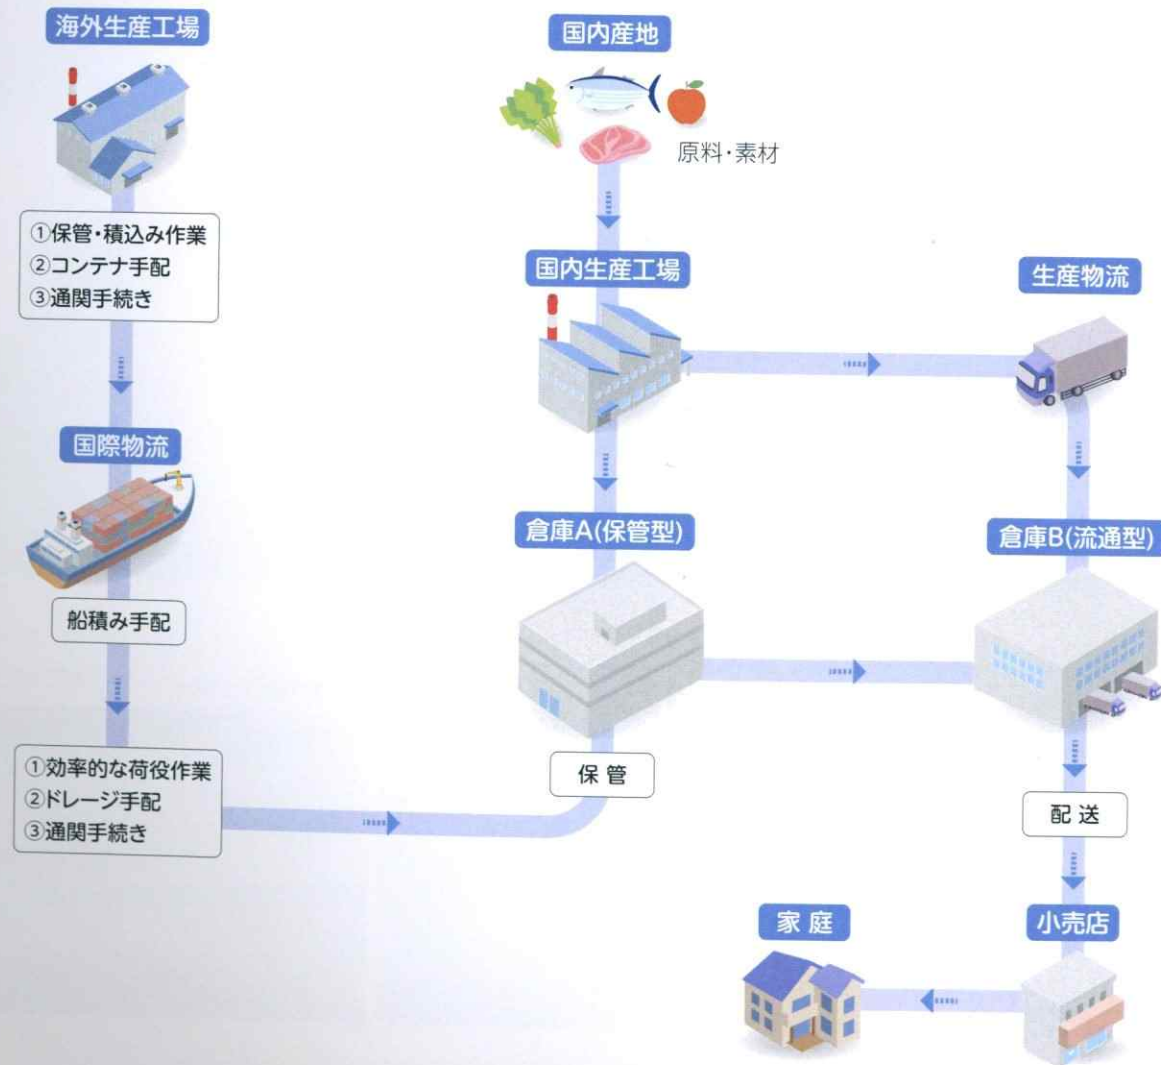 海外生産工場
①保管・積込み作業
②コンテナ手配
③通関手続き
国際物流
船積み手配
①効率的な荷役作業
②ドレージ手配
③通関手続き
国内産地
原料・素材
国内生産工場
生産物流
倉庫A(保管型)
保管
倉庫B(流通型)
配送
小売店
家庭